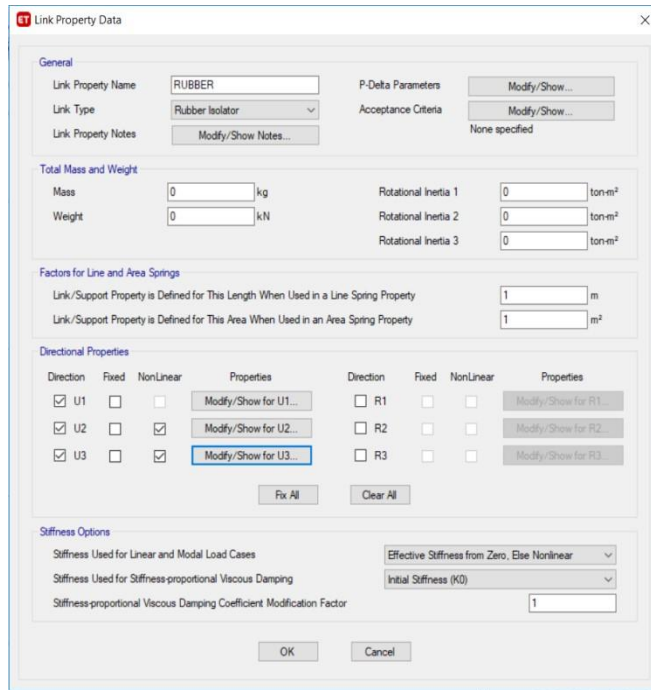 ET Link Property Data
General
Link Property Name RUBBER P-Delta Parameters Modify/Show...
Link Type Rubber Isolator Acceptance Criteria Modify/Show...
Link Property Notes Modify/Show Notes... None specified
Total Mass and Weight
Mass 0 kg Rotational Inertia 1 0 ton-m²
Weight 0 kN Rotational Inertia 2 0 ton-m²
Rotational Inertia 3 0 ton-m²
Factors for Line and Area Springs
Link/Support Property is Defined for This Length When Used in a Line Spring Property 1 m
Link/Support Property is Defined for This Area When Used in an Area Spring Property 1 m²
Directional Properties
Direction Fixed NonLinear Properties Direction Fixed NonLinear Properties
U1 Modify/Show for U1... R1 Modify/Show for R1...
U2 Modify/Show for U2... R2 Modify/Show for R2...
U3 Modify/Show for U3... R3 Modify/Show for R3...
Fix All Clear All
Stiffness Options
Stiffness Used for Linear and Modal Load Cases Effective Stiffness from Zero, Else Nonlinear
Stiffness Used for Stiffness-proportional Viscous Damping Initial Stiffness (K0)
Stiffness-proportional Viscous Damping Coefficient Modification Factor 1
OK Cancel